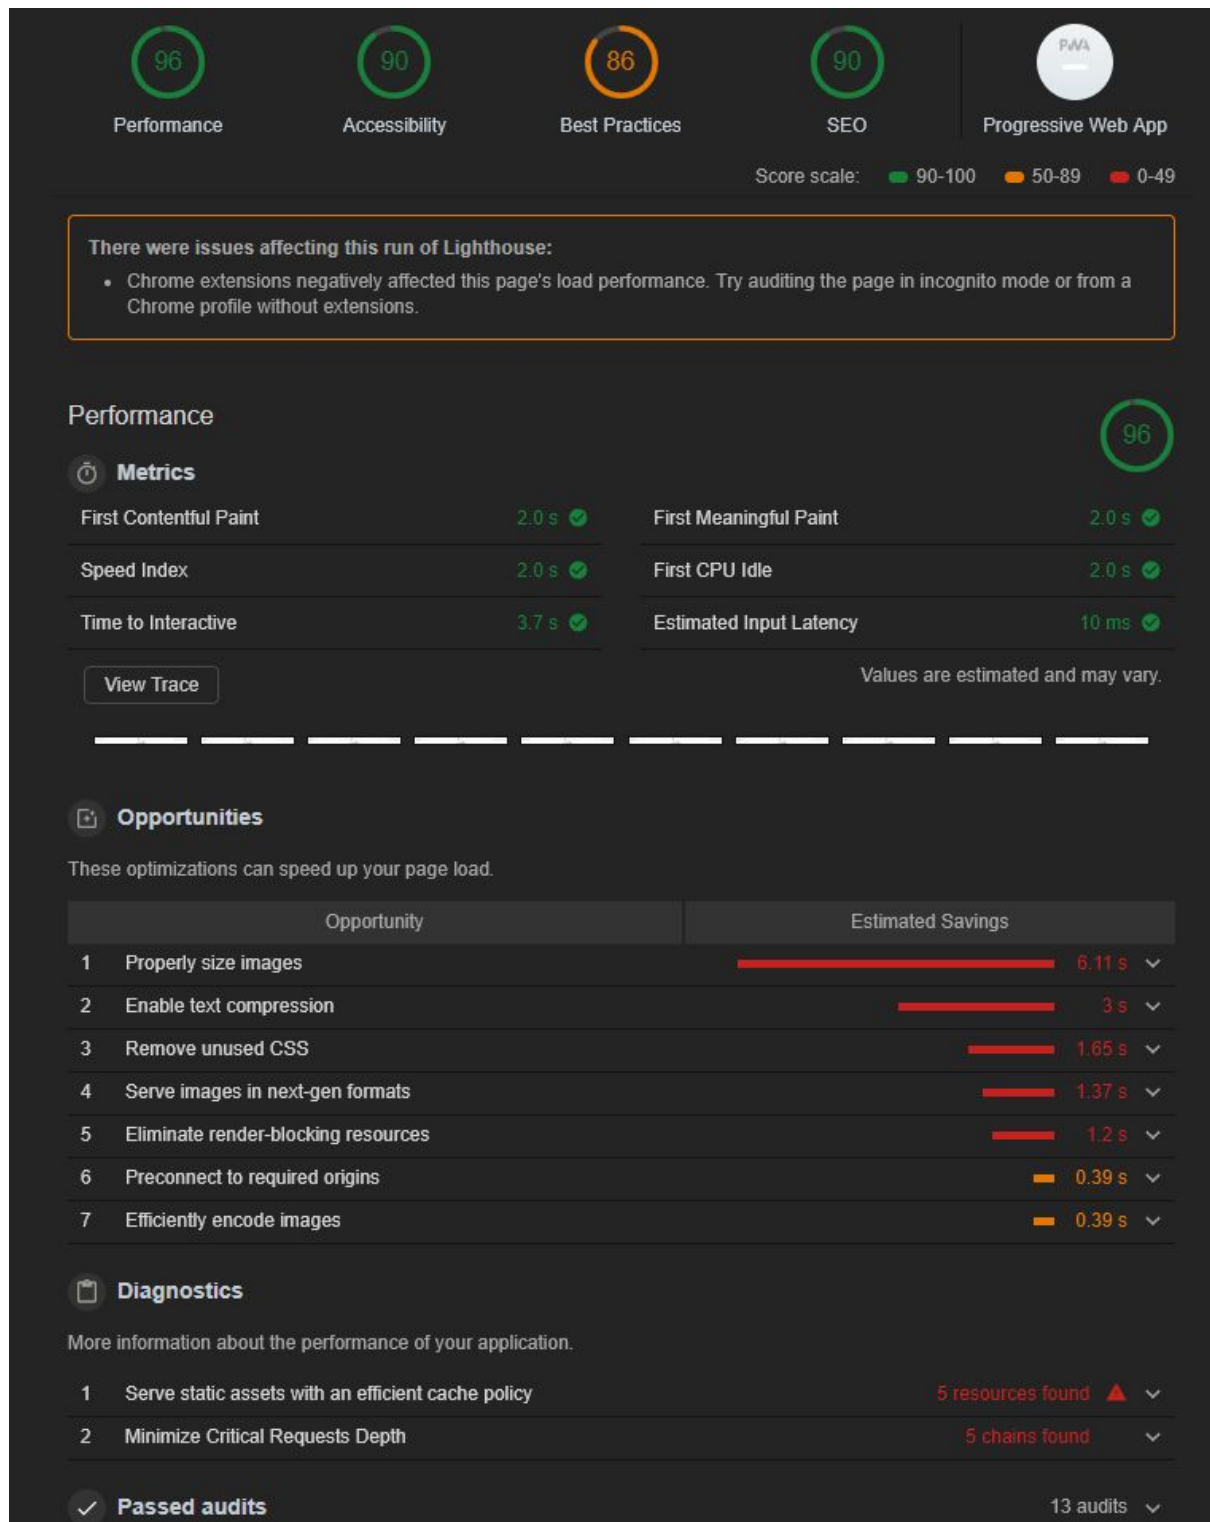 96 90 86 90 PWA
Performance Accessibility Best Practices SEO Progressive Web App
Score scale: 90-100 50-89 0-49
There were issues affecting this run of Lighthouse:
• Chrome extensions negatively affected this page's load performance. Try auditing the page in incognito mode or from a
Chrome profile without extensions.
Performance 96
Metrics
First Contentful Paint 2.0 s First Meaningful Paint 2.0 s
Speed Index 2.0 s First CPU Idle 2.0 s
Time to Interactive 3.7 s Estimated Input Latency 10 ms
View Trace Values are estimated and may vary.
Opportunities
These optimizations can speed up your page load.
Opportunity Estimated Savings
1 Properly size images 6.11 s
2 Enable text compression 3 s
3 Remove unused CSS 1.65 s
4 Serve images in next-gen formats 1.37 s
5 Eliminate render-blocking resources 1.2 s
6 Preconnect to required origins 0.39 s
7 Efficiently encode images 0.39 s
Diagnostics
More information about the performance of your application.
1 Serve static assets with an efficient cache policy 5 resources found
2 Minimize Critical Requests Depth 5 chains found
Passed audits 13 audits